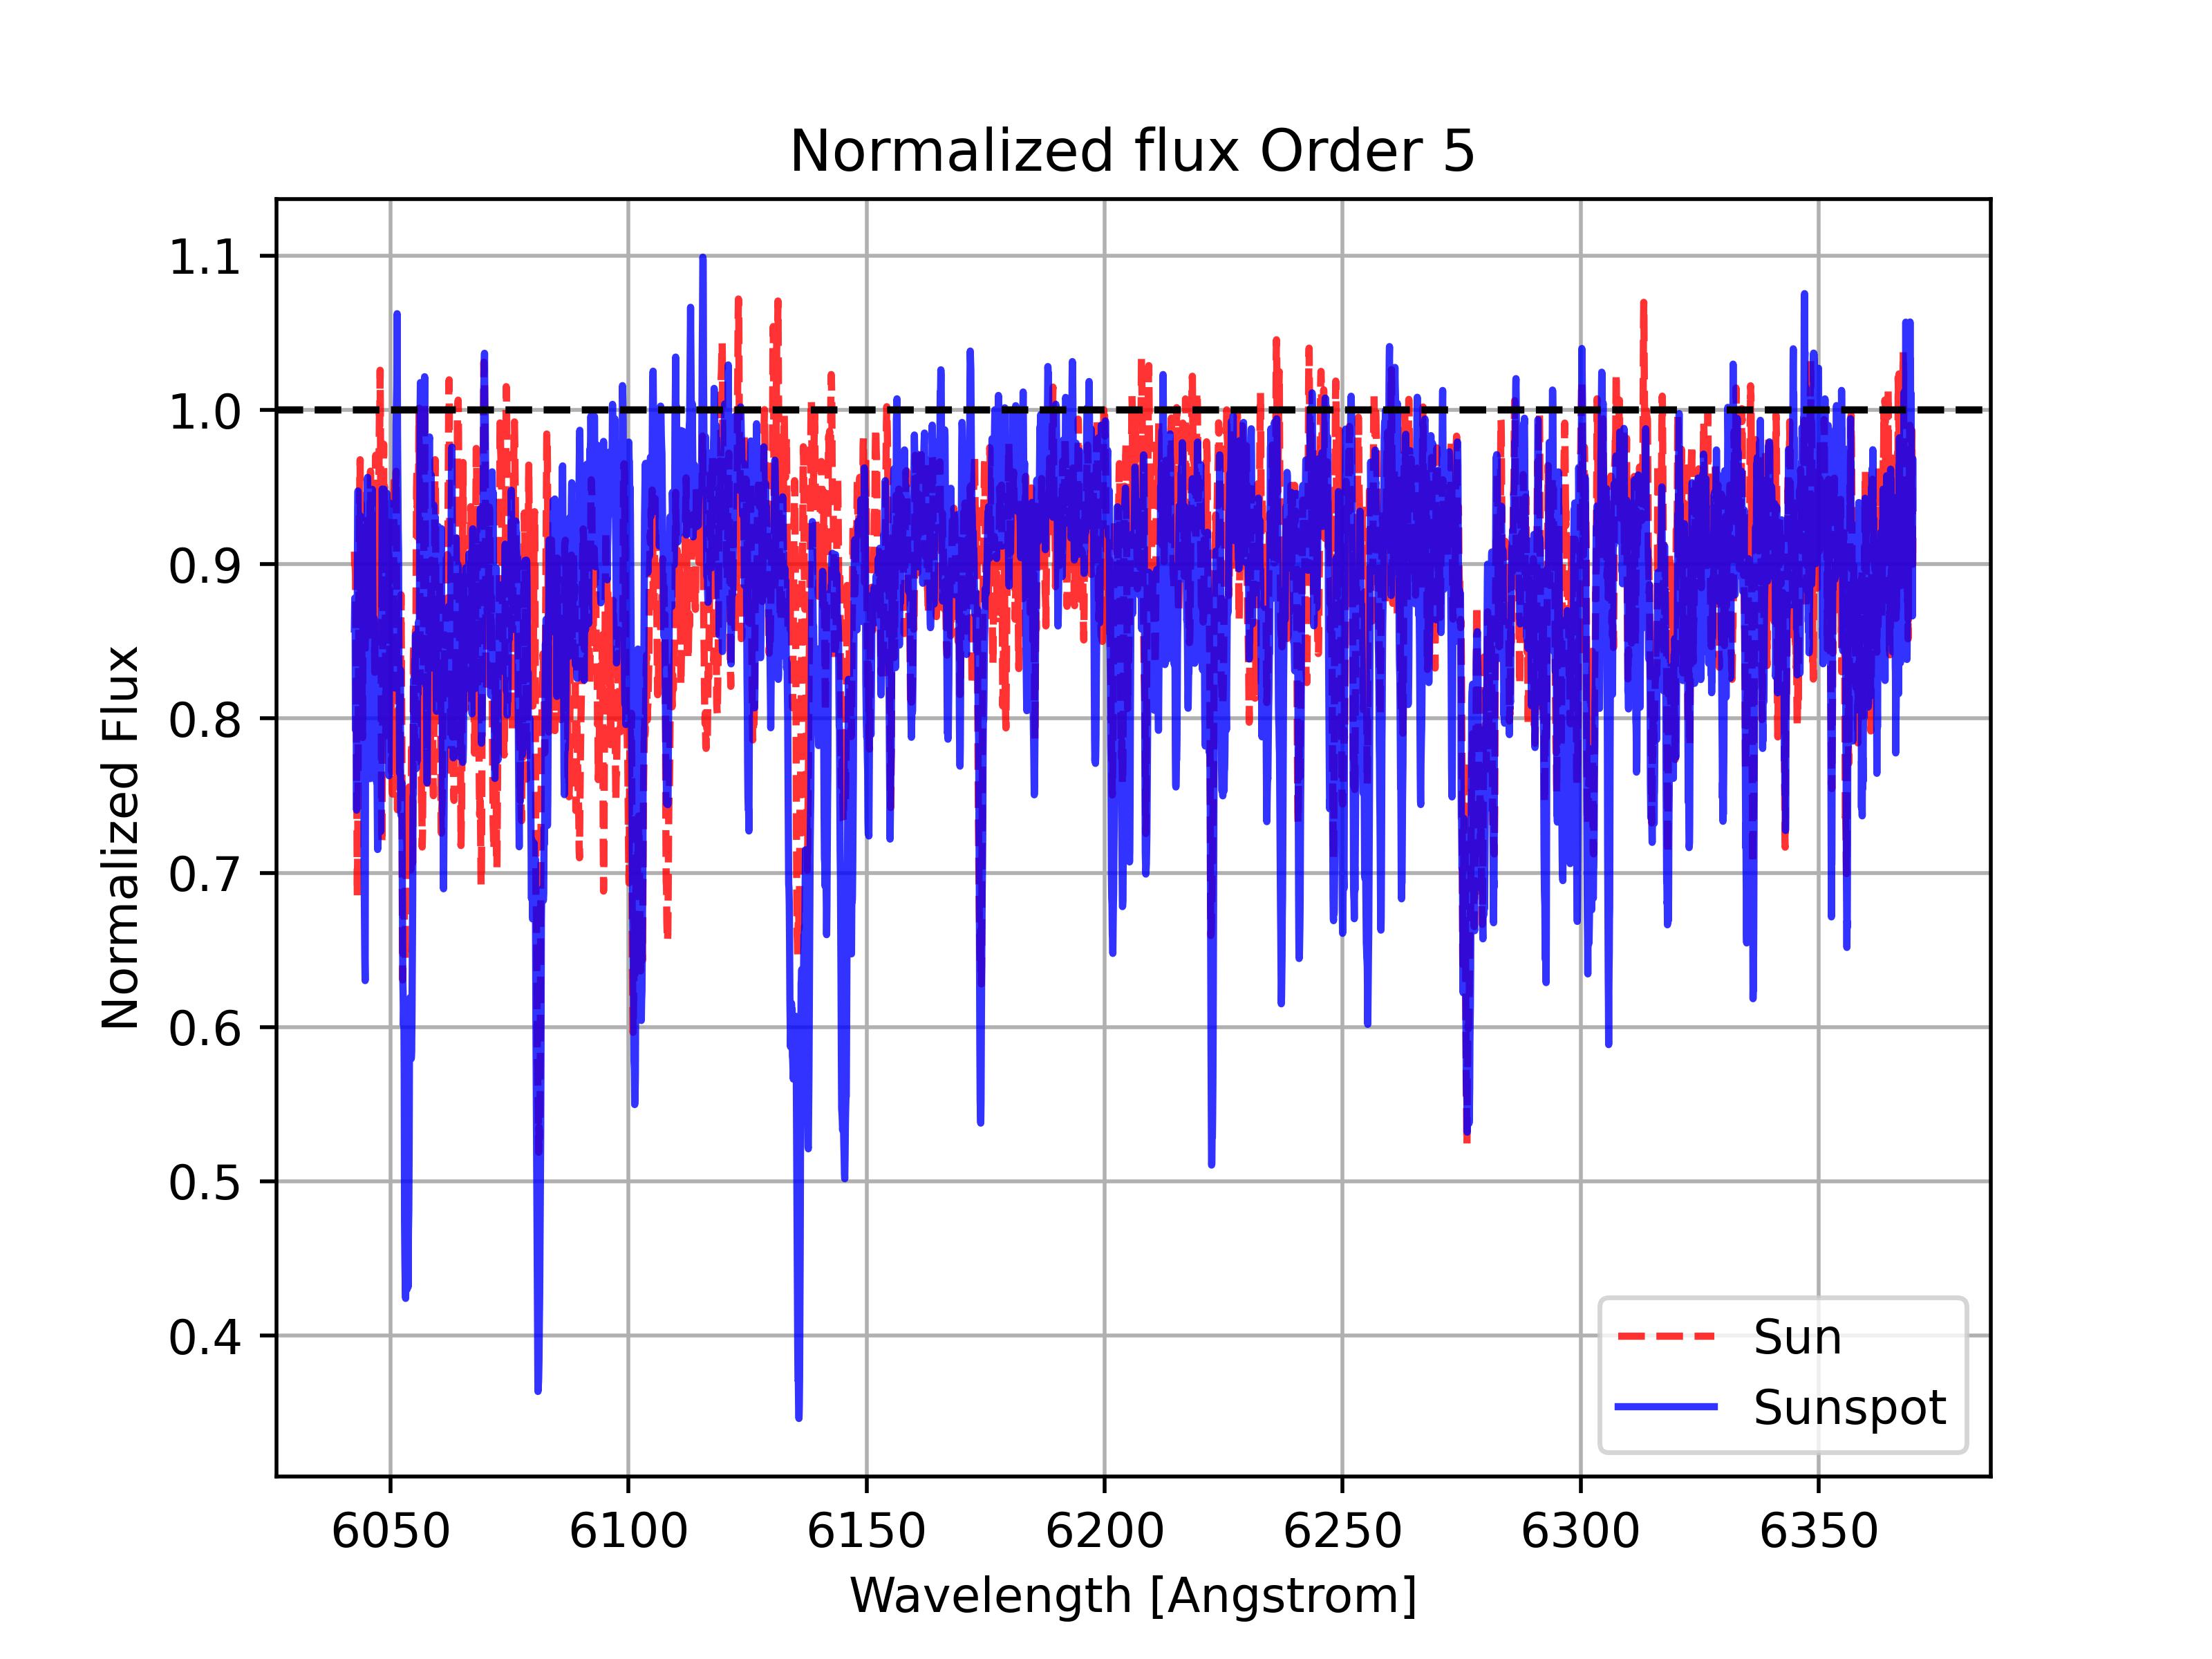 Normalized flux Order 5
1.1
1.0
0.9
0.8
0.7
0.6
0.5
0.4
Normalized Flux
Sun
Sunspot
6050 6100 6150 6200 6250 6300 6350
Wavelength [Angstrom]